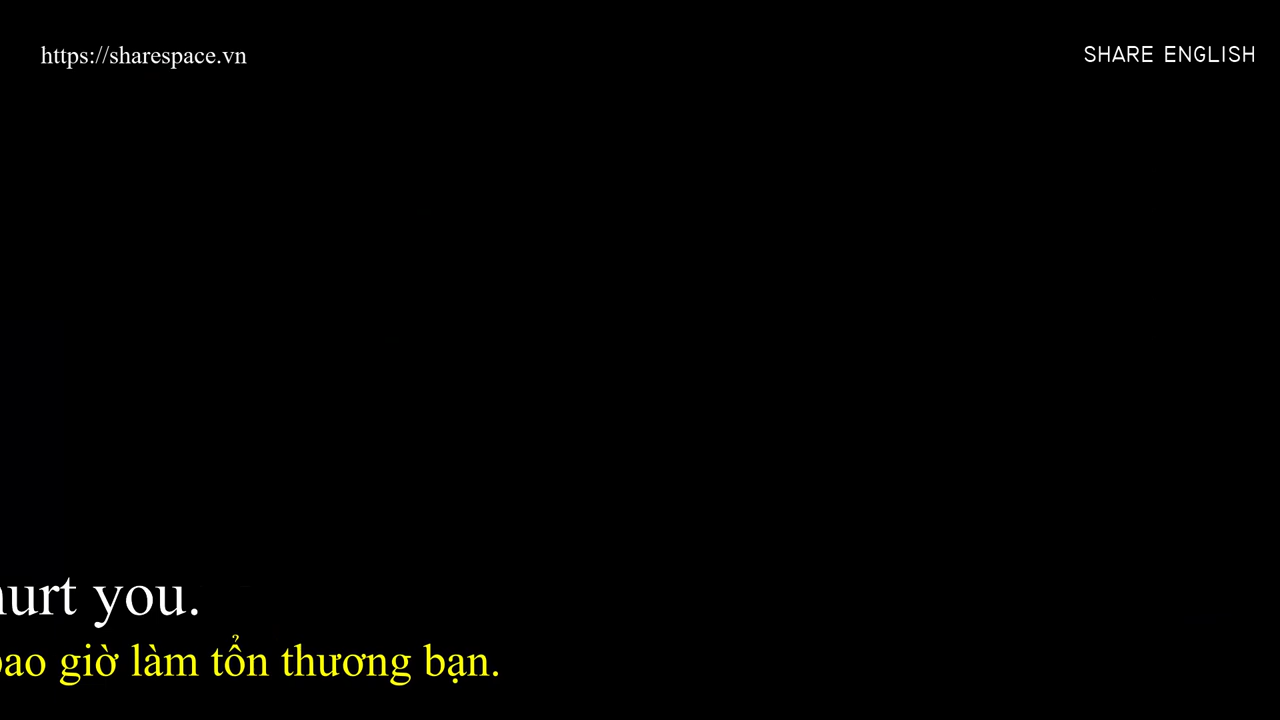 https://sharespace.vn
SHARE ENGLISH
hurt you.
bao giờ làm tổn thương bạn.